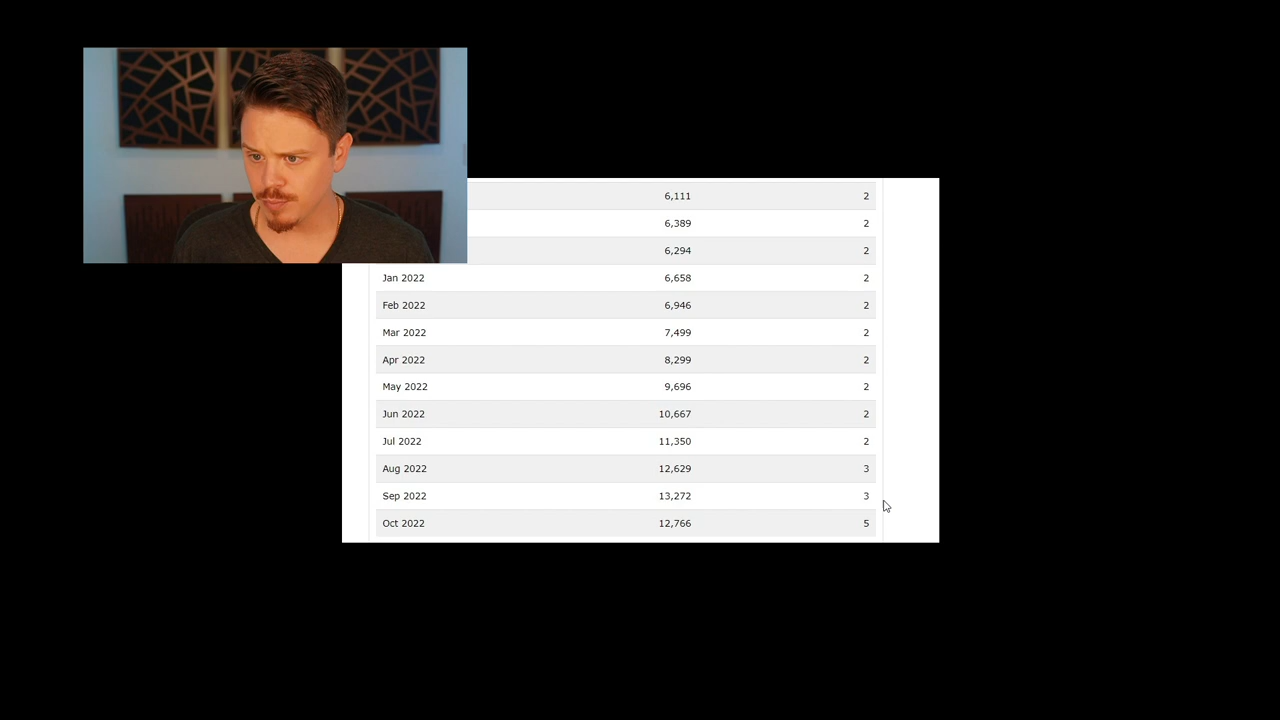 6,111 2
6,389 2
6,294 2
Jan 2022 6,658 2
Feb 2022 6,946 2
Mar 2022 7,499 2
Apr 2022 8,299 2
May 2022 9,696 2
Jun 2022 10,667 2
Jul 2022 11,350 2
Aug 2022 12,629 3
Sep 2022 13,272 3
Oct 2022 12,766 5